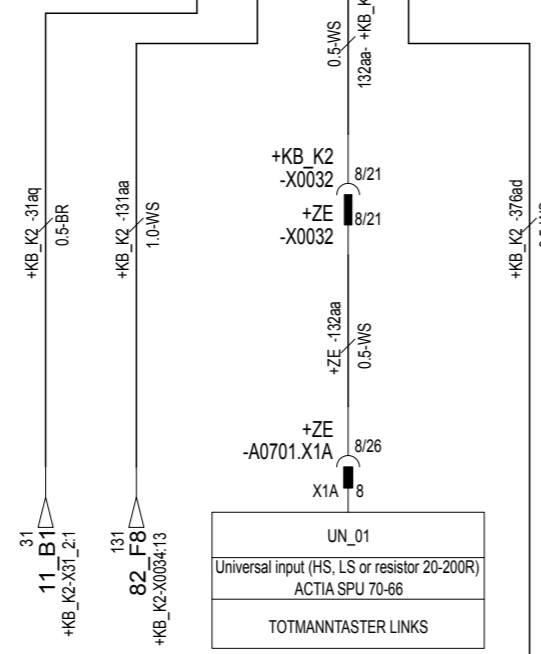 0.5-WS
132aa-
+KB_K
+KB_K2
-X0032
8/21
+ZE
-X0032
8/21
+KB_K2 -31aq
0.5-BR
+KB_K2 -131aa
1.0-WS
+KB_K2 -376ad
+ZE -132aa
0.5-WS
+ZE
-A0701.X1A
8/26
X1A 8
31
11_B1
+KB_K2-X31_2:1
131
82_F8
+KB_K2-X0034:13
UN_01
Universal input (HS, LS or resistor 20-200R)
ACTIA SPU 70-66
TOTMANNTASTER LINKS